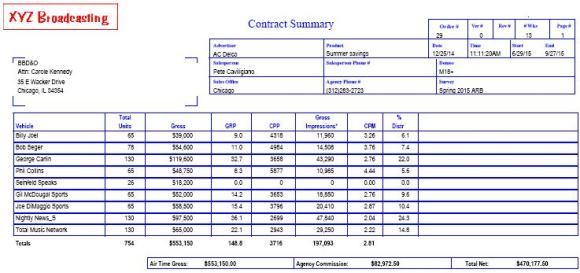 XYZ Broadcasting
Contract Summary
Order # Ver # Rev # # Wks Page #
29 0 13 1
Advertiser Product Date Time Start End
AC Delco Summer savings 12/25/14 11:11:20AM 6/29/15 9/27/15
BBD&O
Attn: Carole Kennedy
35 E Wacker Drive
Chicago, IL 34354
Salesperson Salesperson Phone # Demos
Pete Caviligiano M18+
Sales Office Agency Phone # Survey
Chicago (312)263-2723 Spring 2015 ARB
Vehicle Total Units Gross GRP CPP Gross Impressions* CPM % Distr
Billy Joel 65 $39,000 9.0 4318 11,960 3.26 6.1
Bob Seger 78 $54,600 11.0 4984 14,508 3.76 7.4
George Carlin 130 $119,600 32.7 3658 43,290 2.76 22.0
Phil Collins 65 $48,750 8.3 5877 10,985 4.44 5.6
Seinfeld Speaks 26 $18,200 0.0 0 0 0.00 0.0
Gil McDougal Sports 65 $52,000 14.2 3653 18,850 2.76 9.6
Joe DiMaggio Sports 65 $58,500 15.4 3796 20,410 2.87 10.4
Nightly News_5 130 $97,500 36.1 2699 47,840 2.04 24.3
Total Music Network 130 $65,000 22.1 2943 29,250 2.22 14.8
Totals 754 $553,150 148.8 3716 197,093 2.81
Air Time Gross: $553,150.00 Agency Commission: $82,972.50 Total Net: $470,177.50